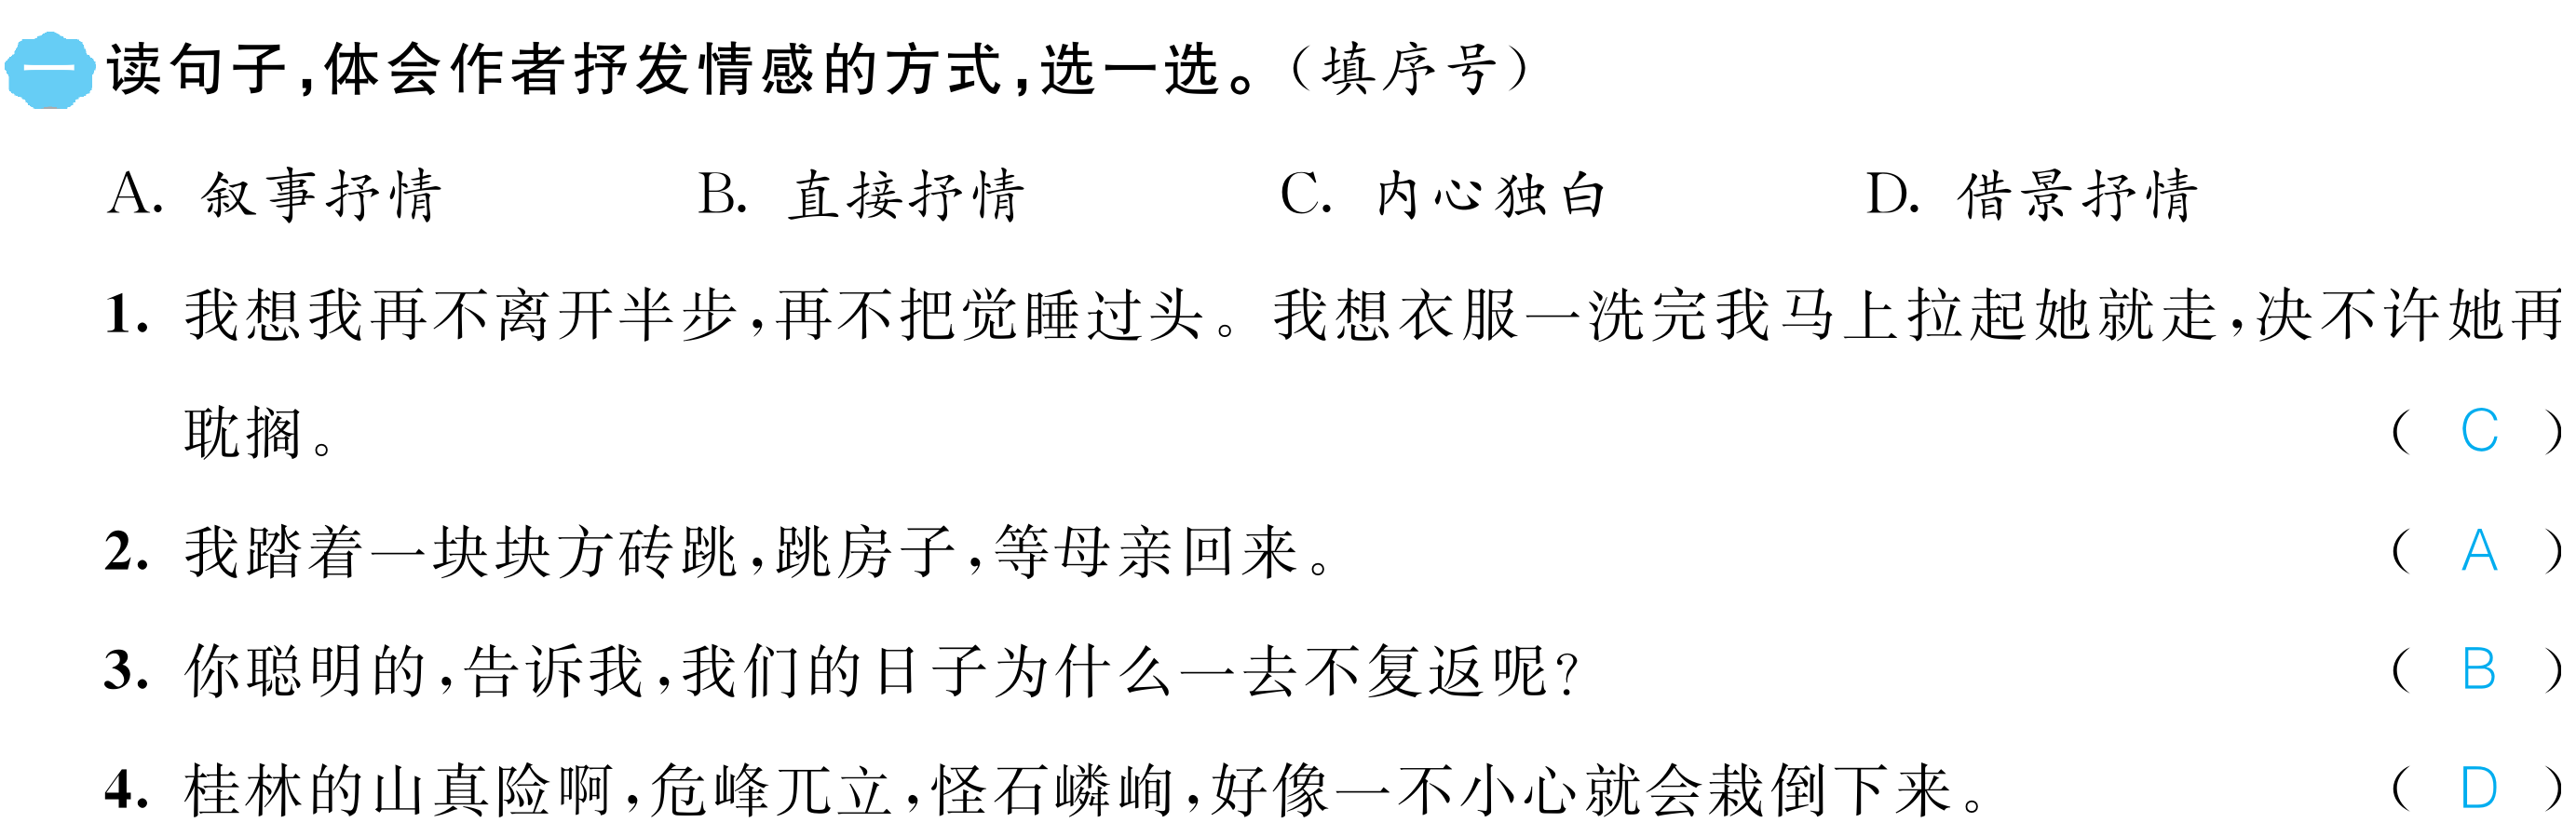 一 读句子,体会作者抒发情感的方式,选一选。(填序号)
A. 叙事抒情 B. 直接抒情 C. 内心独白 D. 借景抒情
1. 我想我再不离开半步,再不把觉睡过头。我想衣服一洗完我马上拉起她就走,决不许她再
耽搁。 ( C )
2. 我踏着一块块方砖跳,跳房子,等母亲回来。 ( A )
3. 你聪明的,告诉我,我们的日子为什么一去不复返呢? ( B )
4. 桂林的山真险啊,危峰兀立,怪石嶙峋,好像一不小心就会栽倒下来。 ( D )